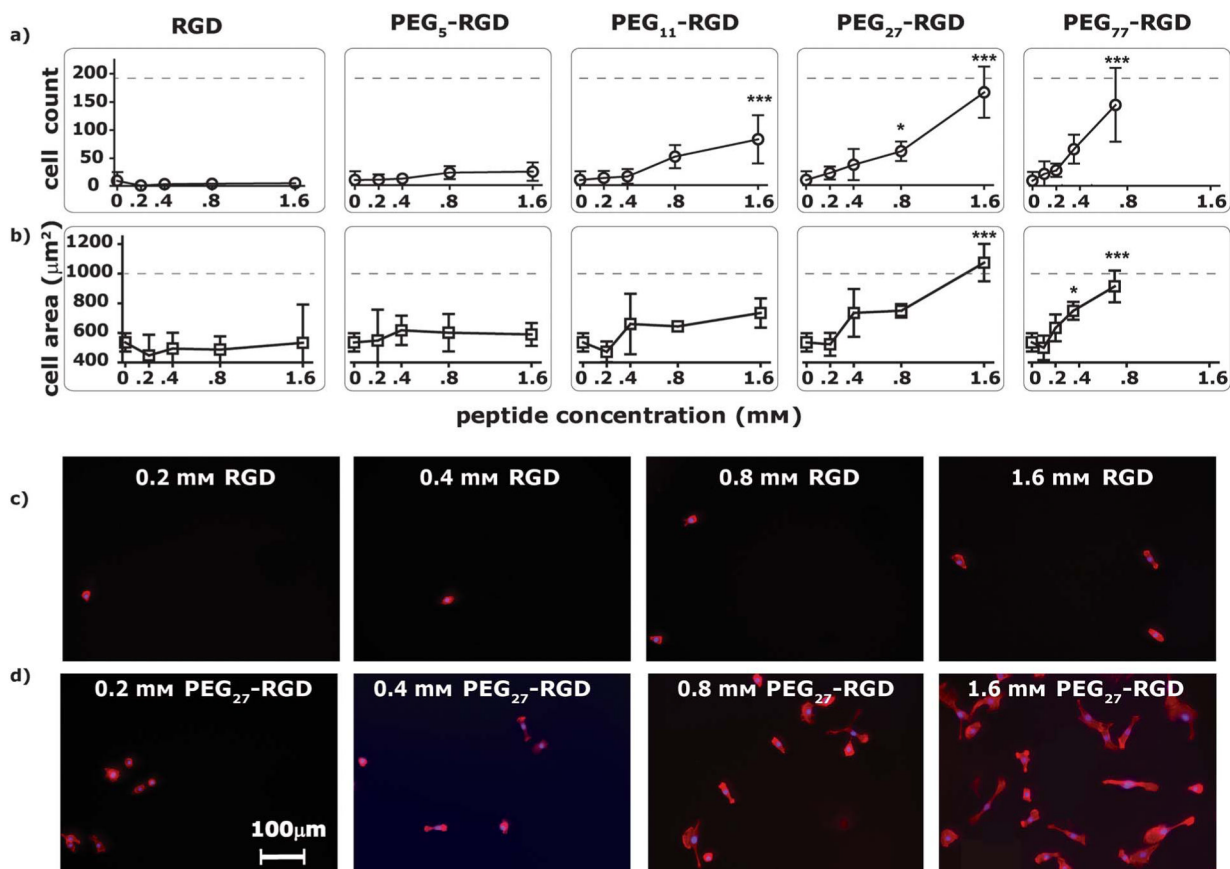 a)
RGD
PEG₅-RGD
PEG₁₁-RGD
PEG₂₇-RGD
PEG₇₇-RGD
cell count
200
150
100
50
0
***
*
***
***
0 .2 .4 .8 1.6
0 .2 .4 .8 1.6
0 .2 .4 .8 1.6
0 .2 .4 .8 1.6
0 .2 .4 .8 1.6
b)
cell area (μm²)
1200
1000
800
600
400
***
*
***
0 .2 .4 .8 1.6
0 .2 .4 .8 1.6
0 .2 .4 .8 1.6
0 .2 .4 .8 1.6
0 .2 .4 .8 1.6
peptide concentration (mM)
c)
0.2 mM RGD
0.4 mM RGD
0.8 mM RGD
1.6 mM RGD
d)
0.2 mM PEG₂₇-RGD
0.4 mM PEG₂₇-RGD
0.8 mM PEG₂₇-RGD
1.6 mM PEG₂₇-RGD
100μm